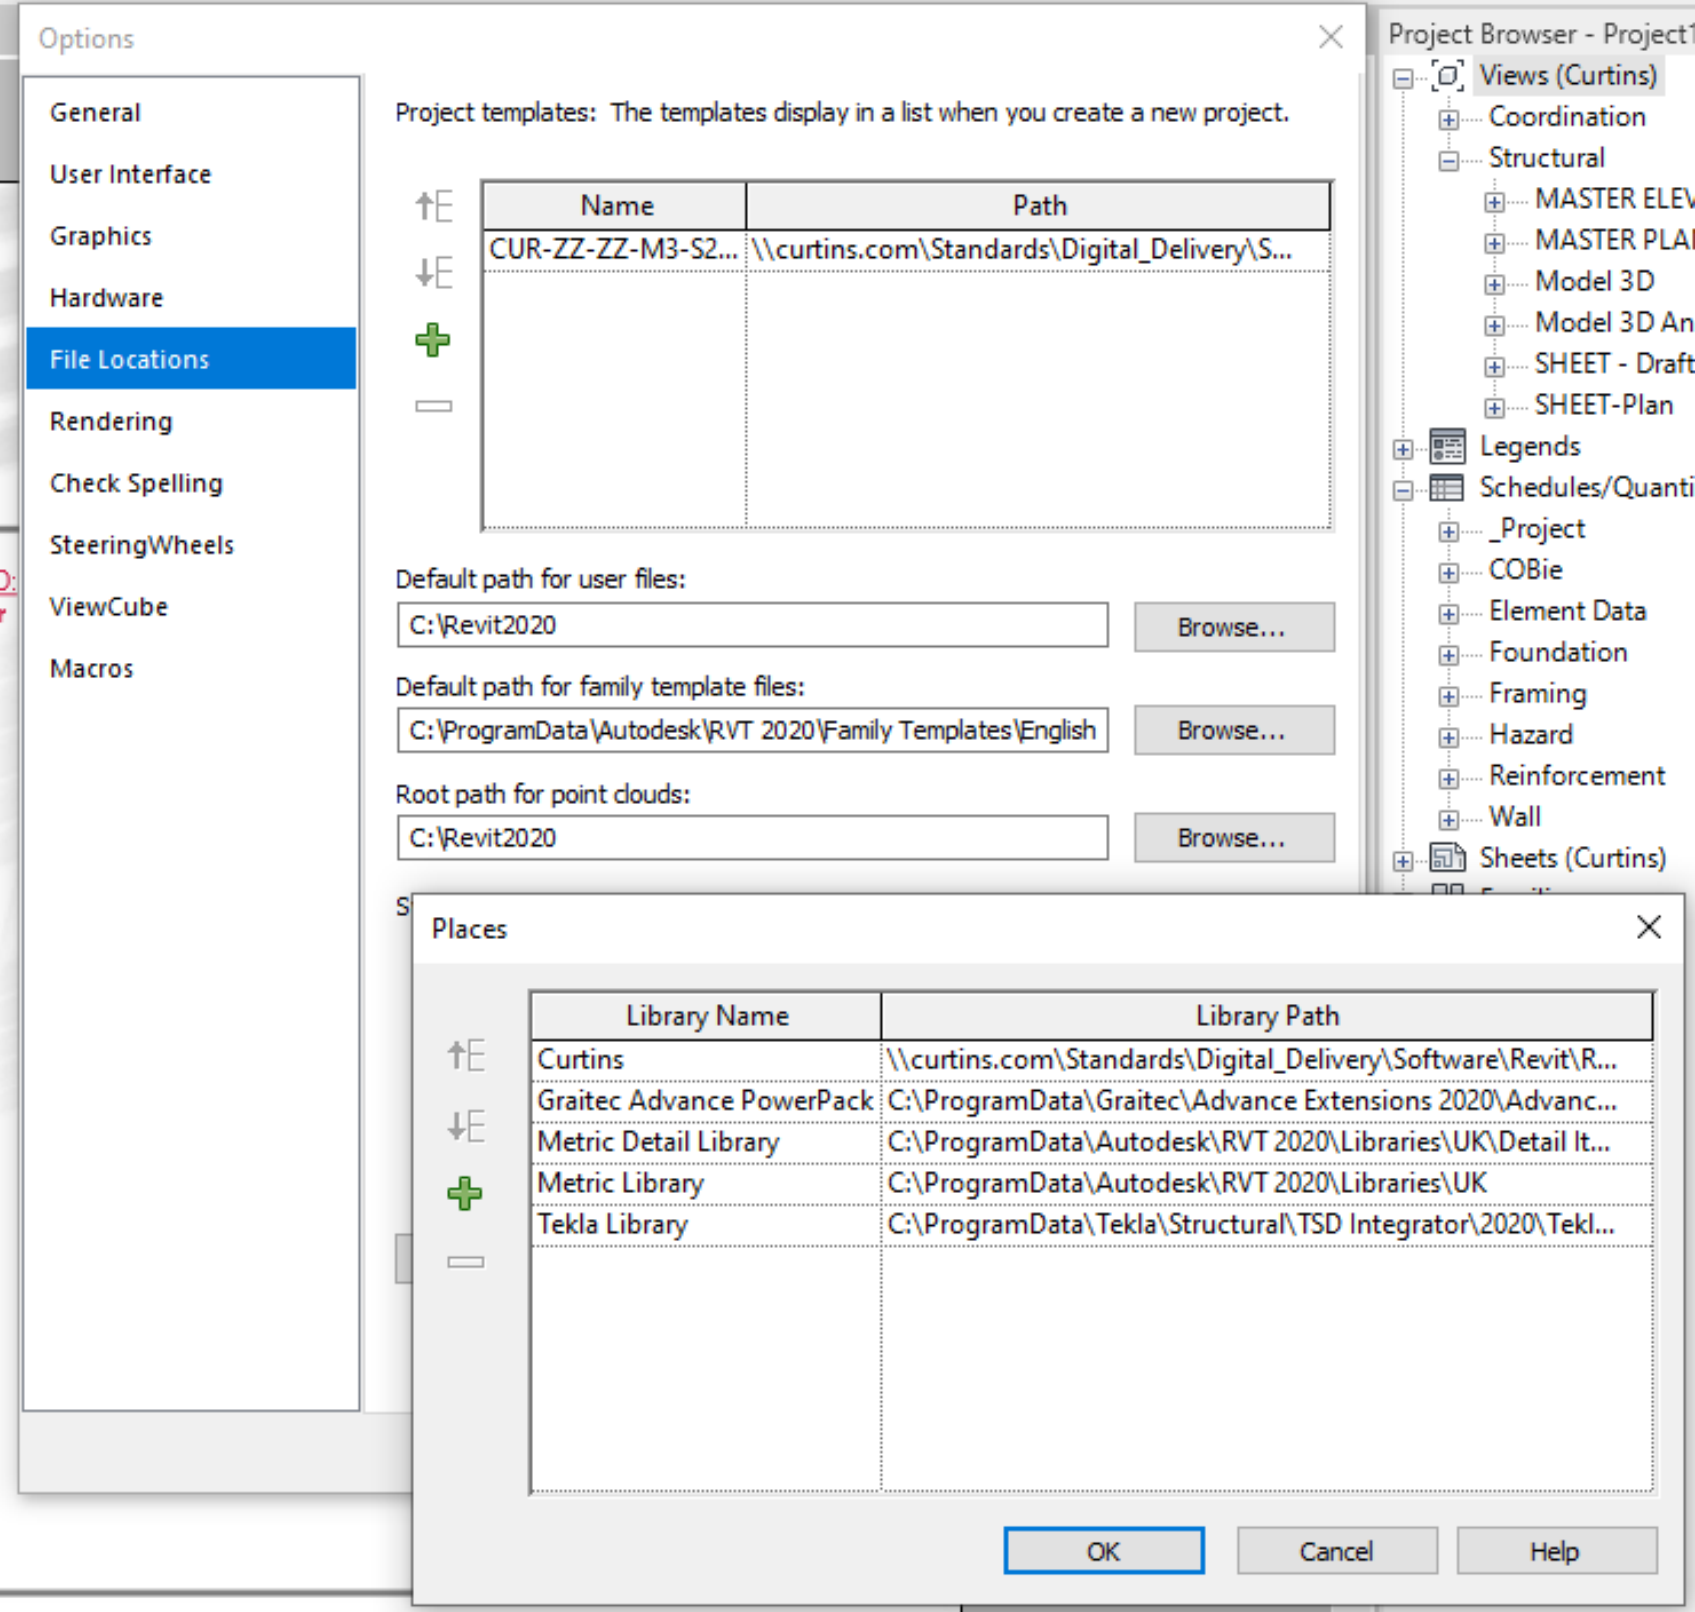 Options
General
User Interface
Graphics
Hardware
File Locations
Rendering
Check Spelling
SteeringWheels
ViewCube
Macros
Project templates:  The templates display in a list when you create a new project.
Name Path
CUR-ZZ-ZZ-M3-S2... \\curtins.com\Standards\Digital_Delivery\S...
Default path for user files:
C:\Revit2020 Browse...
Default path for family template files:
C:\ProgramData\Autodesk\RVT 2020\Family Templates\English Browse...
Root path for point clouds:
C:\Revit2020 Browse...
Places
Library Name Library Path
Curtins \\curtins.com\Standards\Digital_Delivery\Software\Revit\R...
Graitec Advance PowerPack C:\ProgramData\Graitec\Advance Extensions 2020\Advanc...
Metric Detail Library C:\ProgramData\Autodesk\RVT 2020\Libraries\UK\Detail It...
Metric Library C:\ProgramData\Autodesk\RVT 2020\Libraries\UK
Tekla Library C:\ProgramData\Tekla\Structural\TSD Integrator\2020\Tekl...
OK Cancel Help
Project Browser - Project1
Views (Curtins)
Coordination
Structural
MASTER ELEV
MASTER PLA
Model 3D
Model 3D An
SHEET - Draft
SHEET-Plan
Legends
Schedules/Quanti
_Project
COBie
Element Data
Foundation
Framing
Hazard
Reinforcement
Wall
Sheets (Curtins)